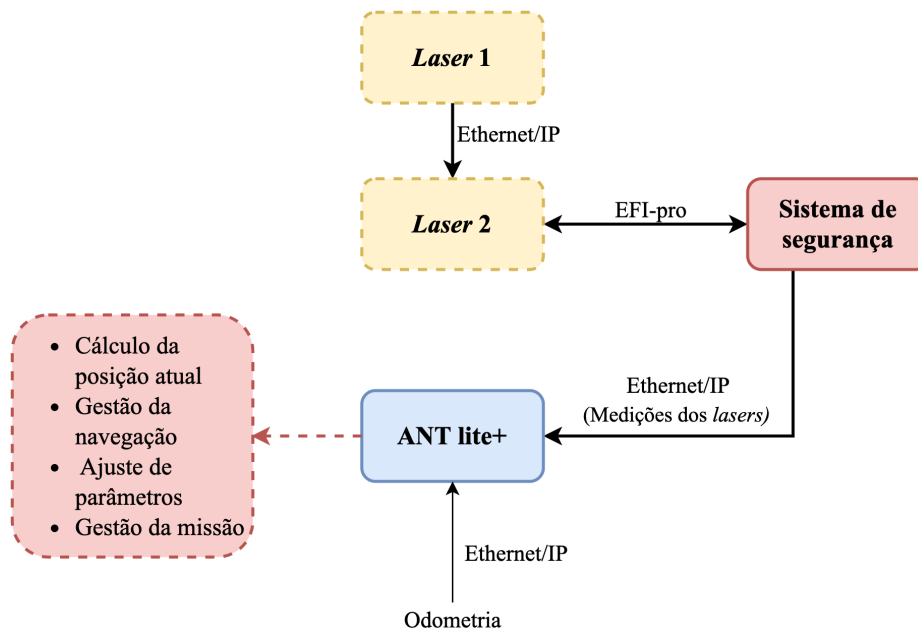 Laser 1
Ethernet/IP
Laser 2
EFI-pro
Sistema de
segurança
• Cálculo da
posição atual
• Gestão da
navegação
• Ajuste de
parâmetros
• Gestão da missão
ANT lite+
Ethernet/IP
(Medições dos lasers)
Ethernet/IP
Odometria